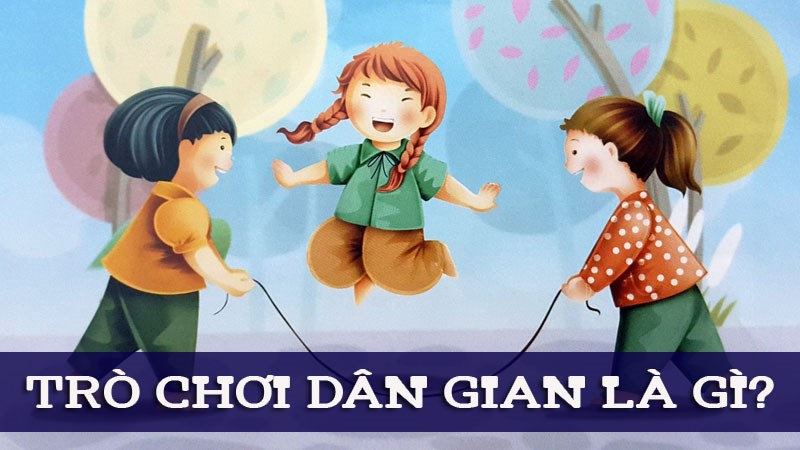 TRÒ CHƠI DÂN GIAN LÀ GÌ?